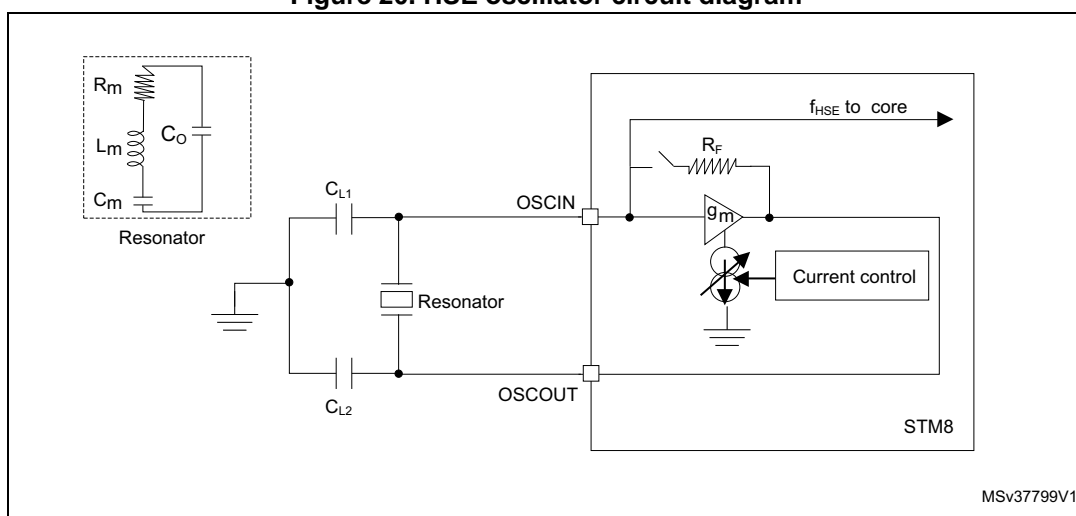 Figure 20. HSE oscillator circuit diagram
Rm
Lm
CO
Cm
Resonator
CL1
CL2
Resonator
OSCIN
OSCOUT
fHSE to core
RF
gm
Current control
STM8
MSv37799V1